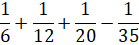 1/6 + 1/12 + 1/20 - 1/35